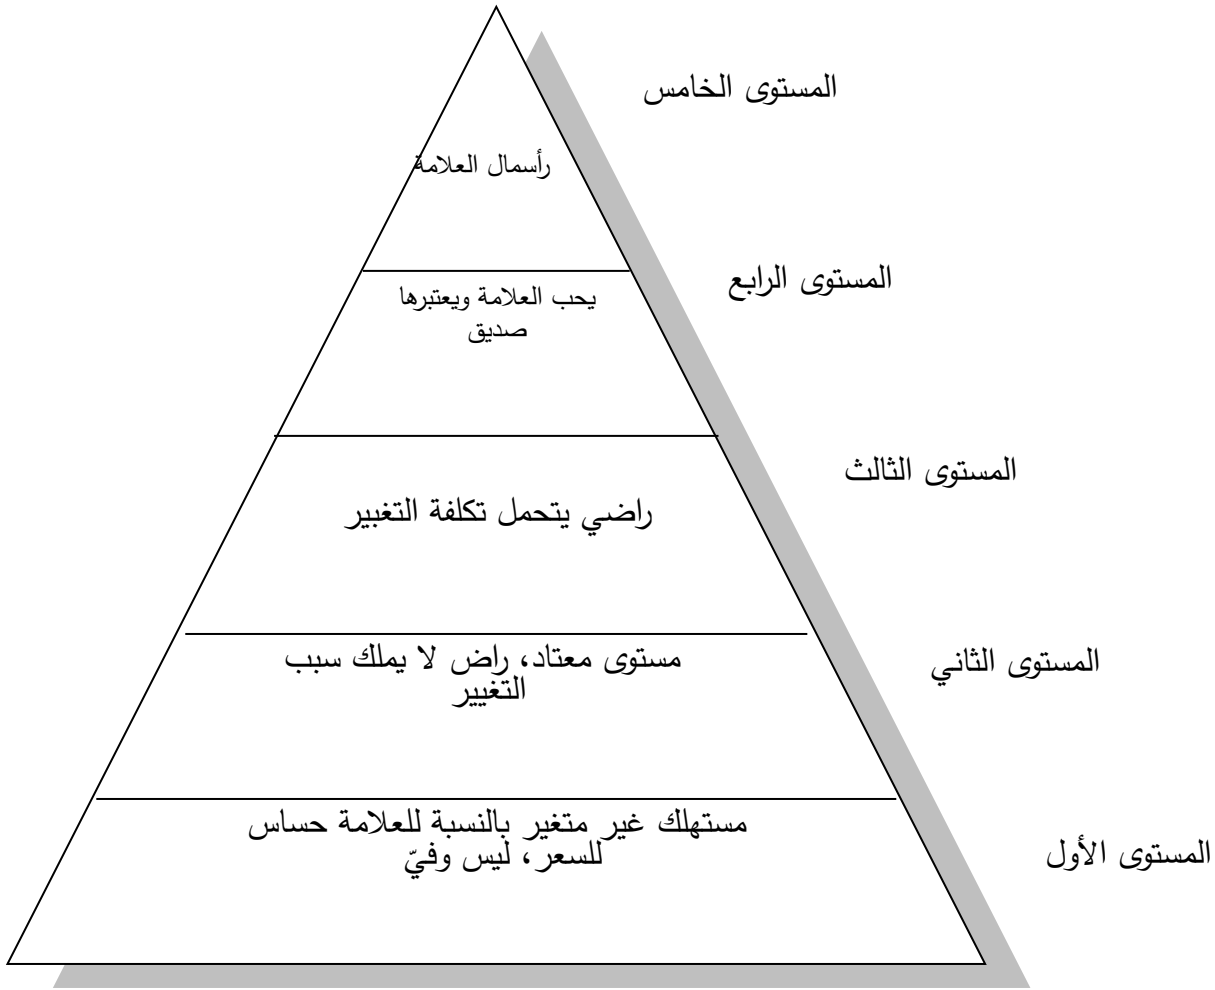 المستوى الخامس
رأسمال العلامة
المستوى الرابع
يحب العلامة ويعتبرها
صديق
المستوى الثالث
راضي يتحمل تكلفة التغيير
المستوى الثاني
مستوى معتاد، راض لا يملك سبب
التغيير
المستوى الأول
مستهلك غير متغير بالنسبة للعلامة حساس
للسعر، ليس وفيّ